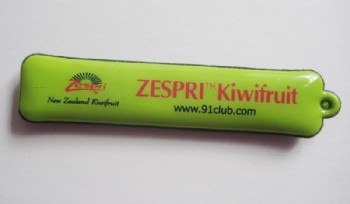 Zespri
New Zealand Kiwifruit
ZESPRI™ Kiwifruit
www.91club.com